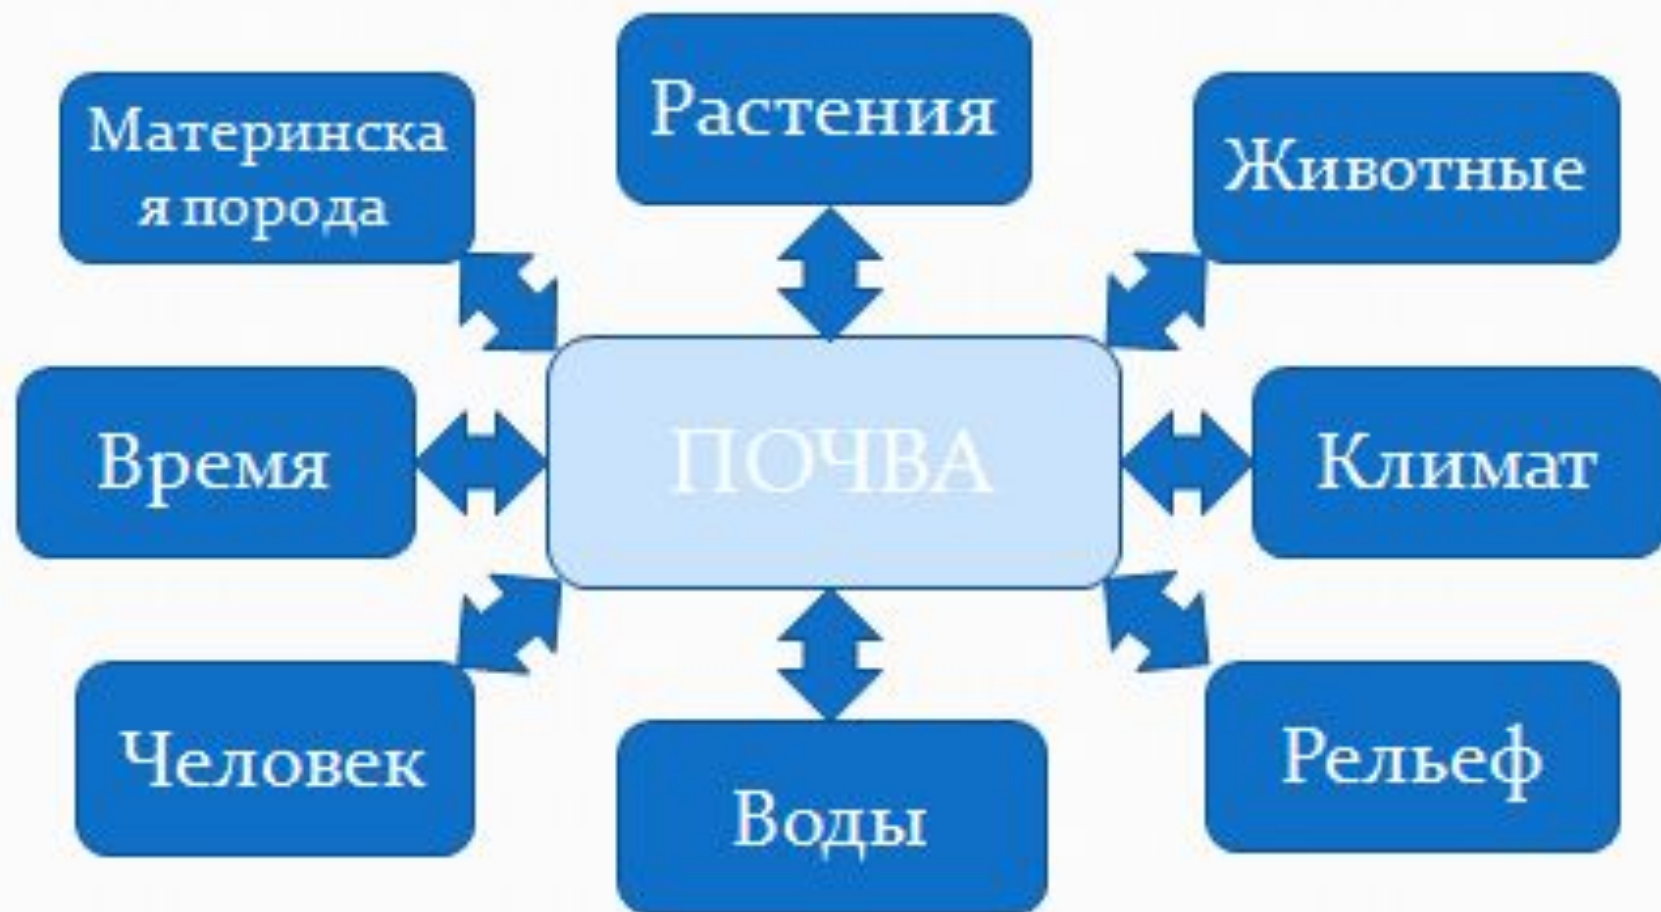 Растения
Материнска
я порода
Животные
Время
ПОЧВА
Климат
Человек
Воды
Рельеф